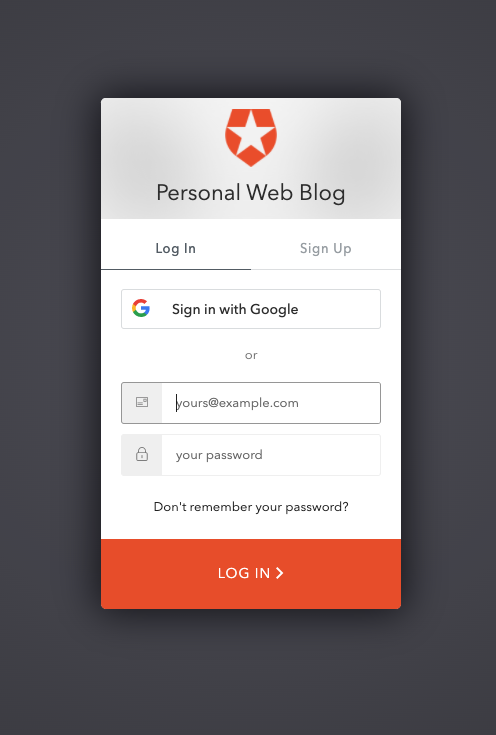 Personal Web Blog
Log In
Sign Up
Sign in with Google
or
yours@example.com
your password
Don't remember your password?
LOG IN